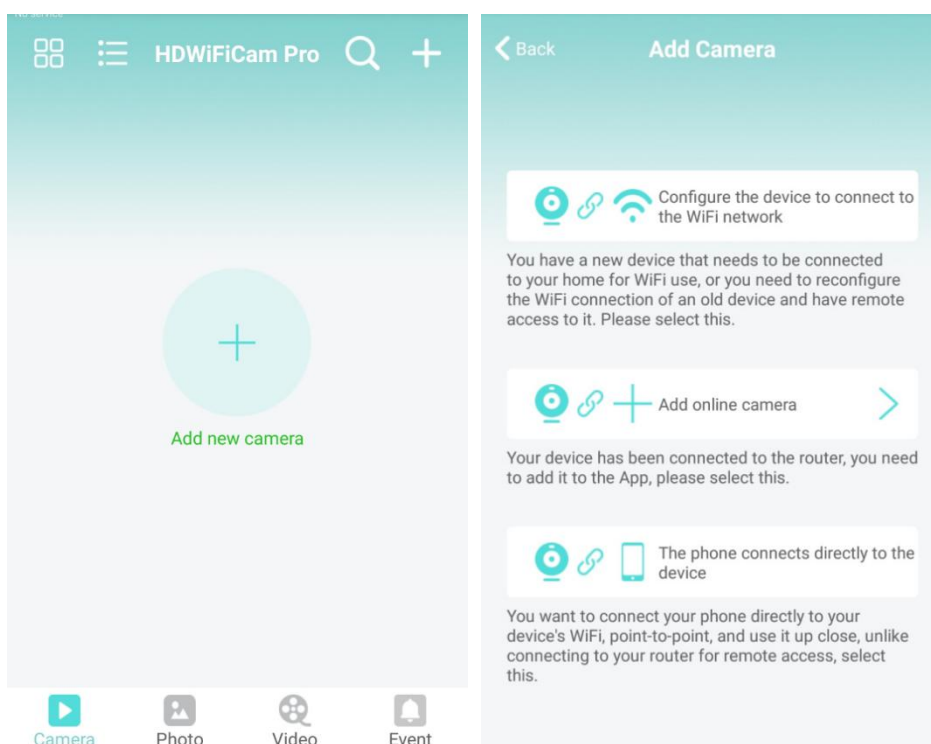 No service
HDWiFiCam Pro
Add new camera
Camera
Photo
Video
Event
Back
Add Camera
Configure the device to connect to
the WiFi network
You have a new device that needs to be connected
to your home for WiFi use, or you need to reconfigure
the WiFi connection of an old device and have remote
access to it. Please select this.
Add online camera
Your device has been connected to the router, you need
to add it to the App, please select this.
The phone connects directly to the
device
You want to connect your phone directly to your
device's WiFi, point-to-point, and use it up close, unlike
connecting to your router for remote access, select
this.